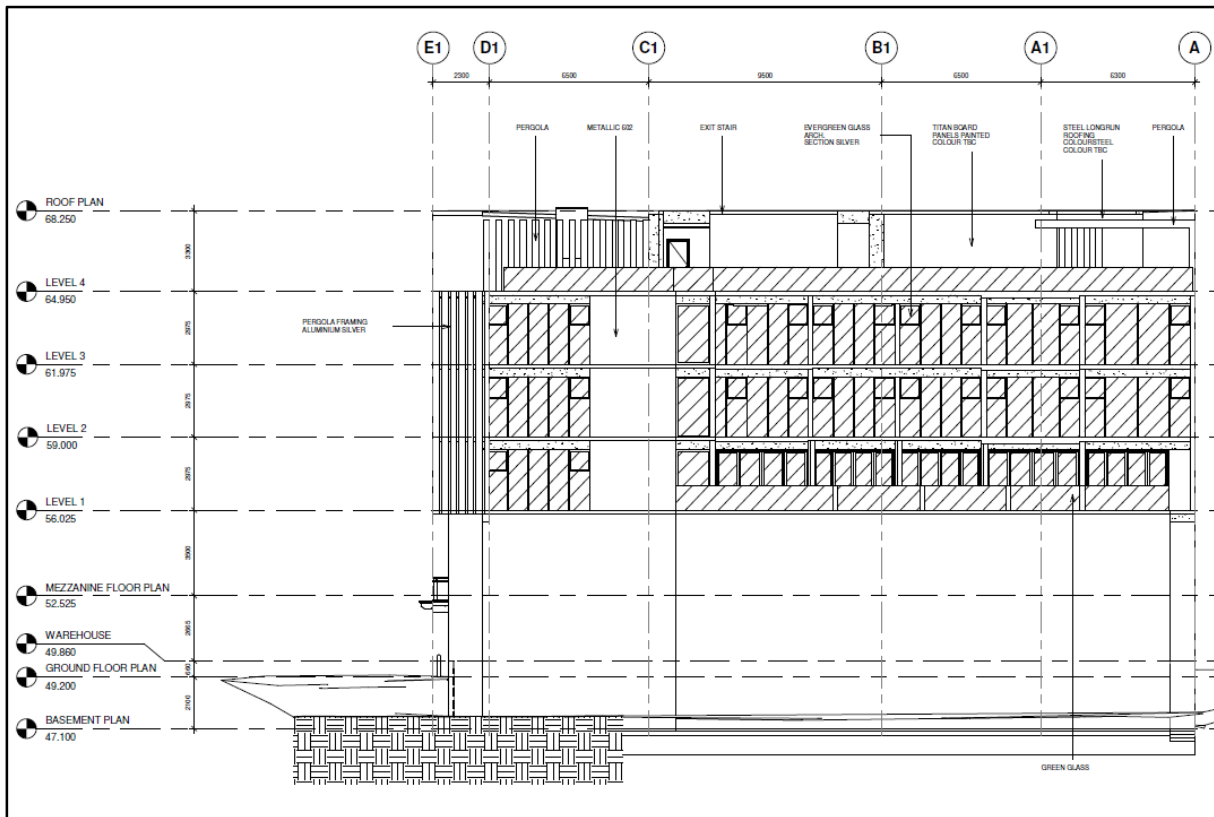 E1 D1 C1 B1 A1 A
2300 6500 9500 6500 6300
PERGOLA
METALLIC 602
EXIT STAIR
EVERGREEN GLASS
ARCH.
SECTION SILVER
TITAN BOARD
PANELS PAINTED
COLOUR TBC
STEEL LONGRUN
ROOFING
COLOURSTEEL
COLOUR TBC
PERGOLA
ROOF PLAN
68.250
3300
LEVEL 4
64.950
PERGOLA FRAMING
ALUMINIUM SILVER
2975
LEVEL 3
61.975
2975
LEVEL 2
59.000
2975
LEVEL 1
56.025
3500
MEZZANINE FLOOR PLAN
52.525
2665
WAREHOUSE
49.860
GROUND FLOOR PLAN
49.200
2100
BASEMENT PLAN
47.100
GREEN GLASS